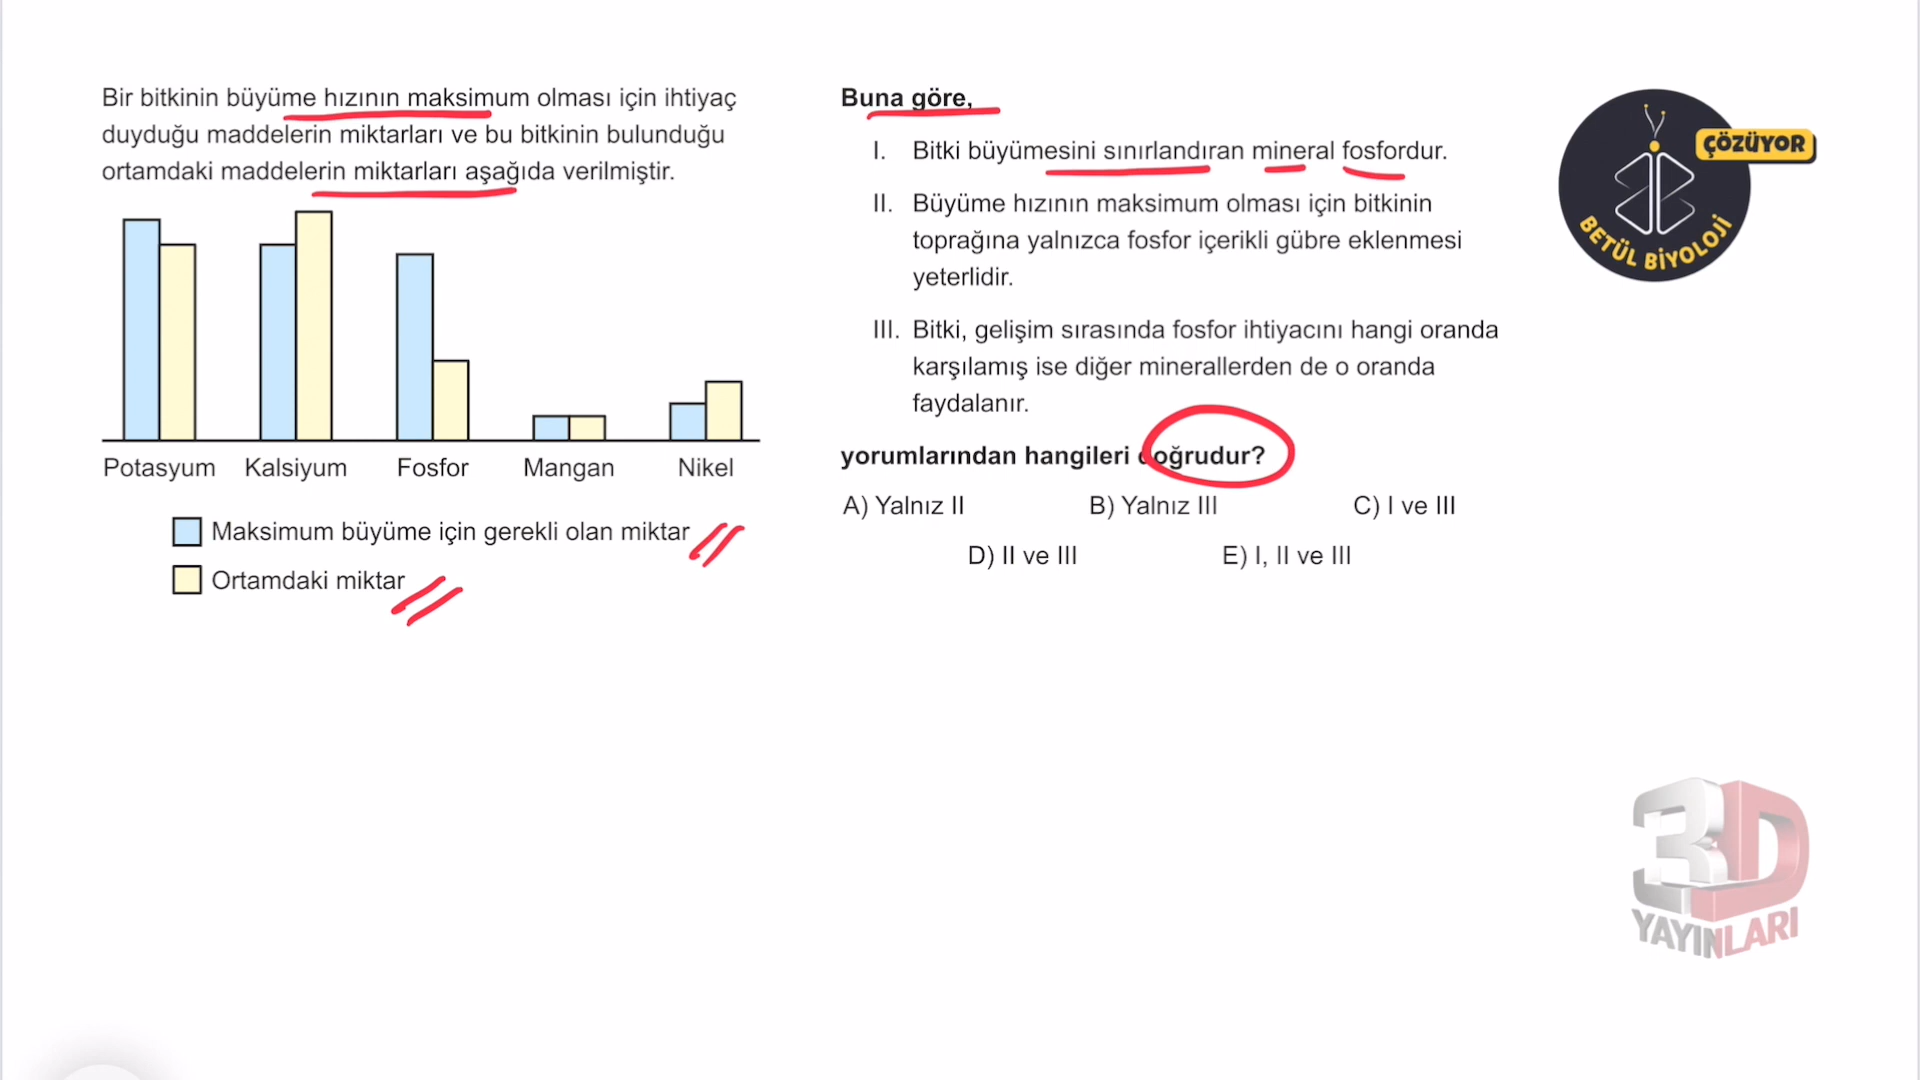 Bir bitkinin büyüme hızının maksimum olması için ihtiyaç
duyduğu maddelerin miktarları ve bu bitkinin bulunduğu
ortamdaki maddelerin miktarları aşağıda verilmiştir.
Potasyum Kalsiyum Fosfor Mangan Nikel
Maksimum büyüme için gerekli olan miktar
Ortamdaki miktar
Buna göre,
I. Bitki büyümesini sınırlandıran mineral fosfordur.
II. Büyüme hızının maksimum olması için bitkinin
toprağına yalnızca fosfor içerikli gübre eklenmesi
yeterlidir.
III. Bitki, gelişim sırasında fosfor ihtiyacını hangi oranda
karşılamış ise diğer minerallerden de o oranda
faydalanır.
yorumlarından hangileri doğrudur?
A) Yalnız II B) Yalnız III C) I ve III
D) II ve III E) I, II ve III
ÇÖZÜYOR
BETÜL BİYOLOJİ
3D
YAYINLARI